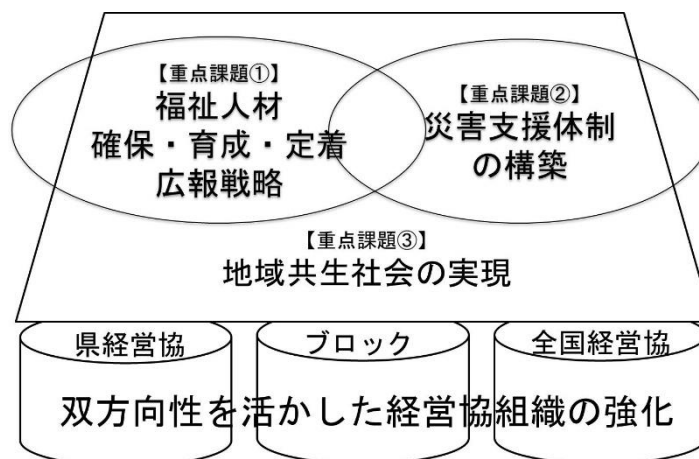 【重点課題①】
福祉人材
確保・育成・定着
広報戦略
【重点課題②】
災害支援体制
の構築
【重点課題③】
地域共生社会の実現
県経営協
ブロック
全国経営協
双方向性を活かした経営協組織の強化